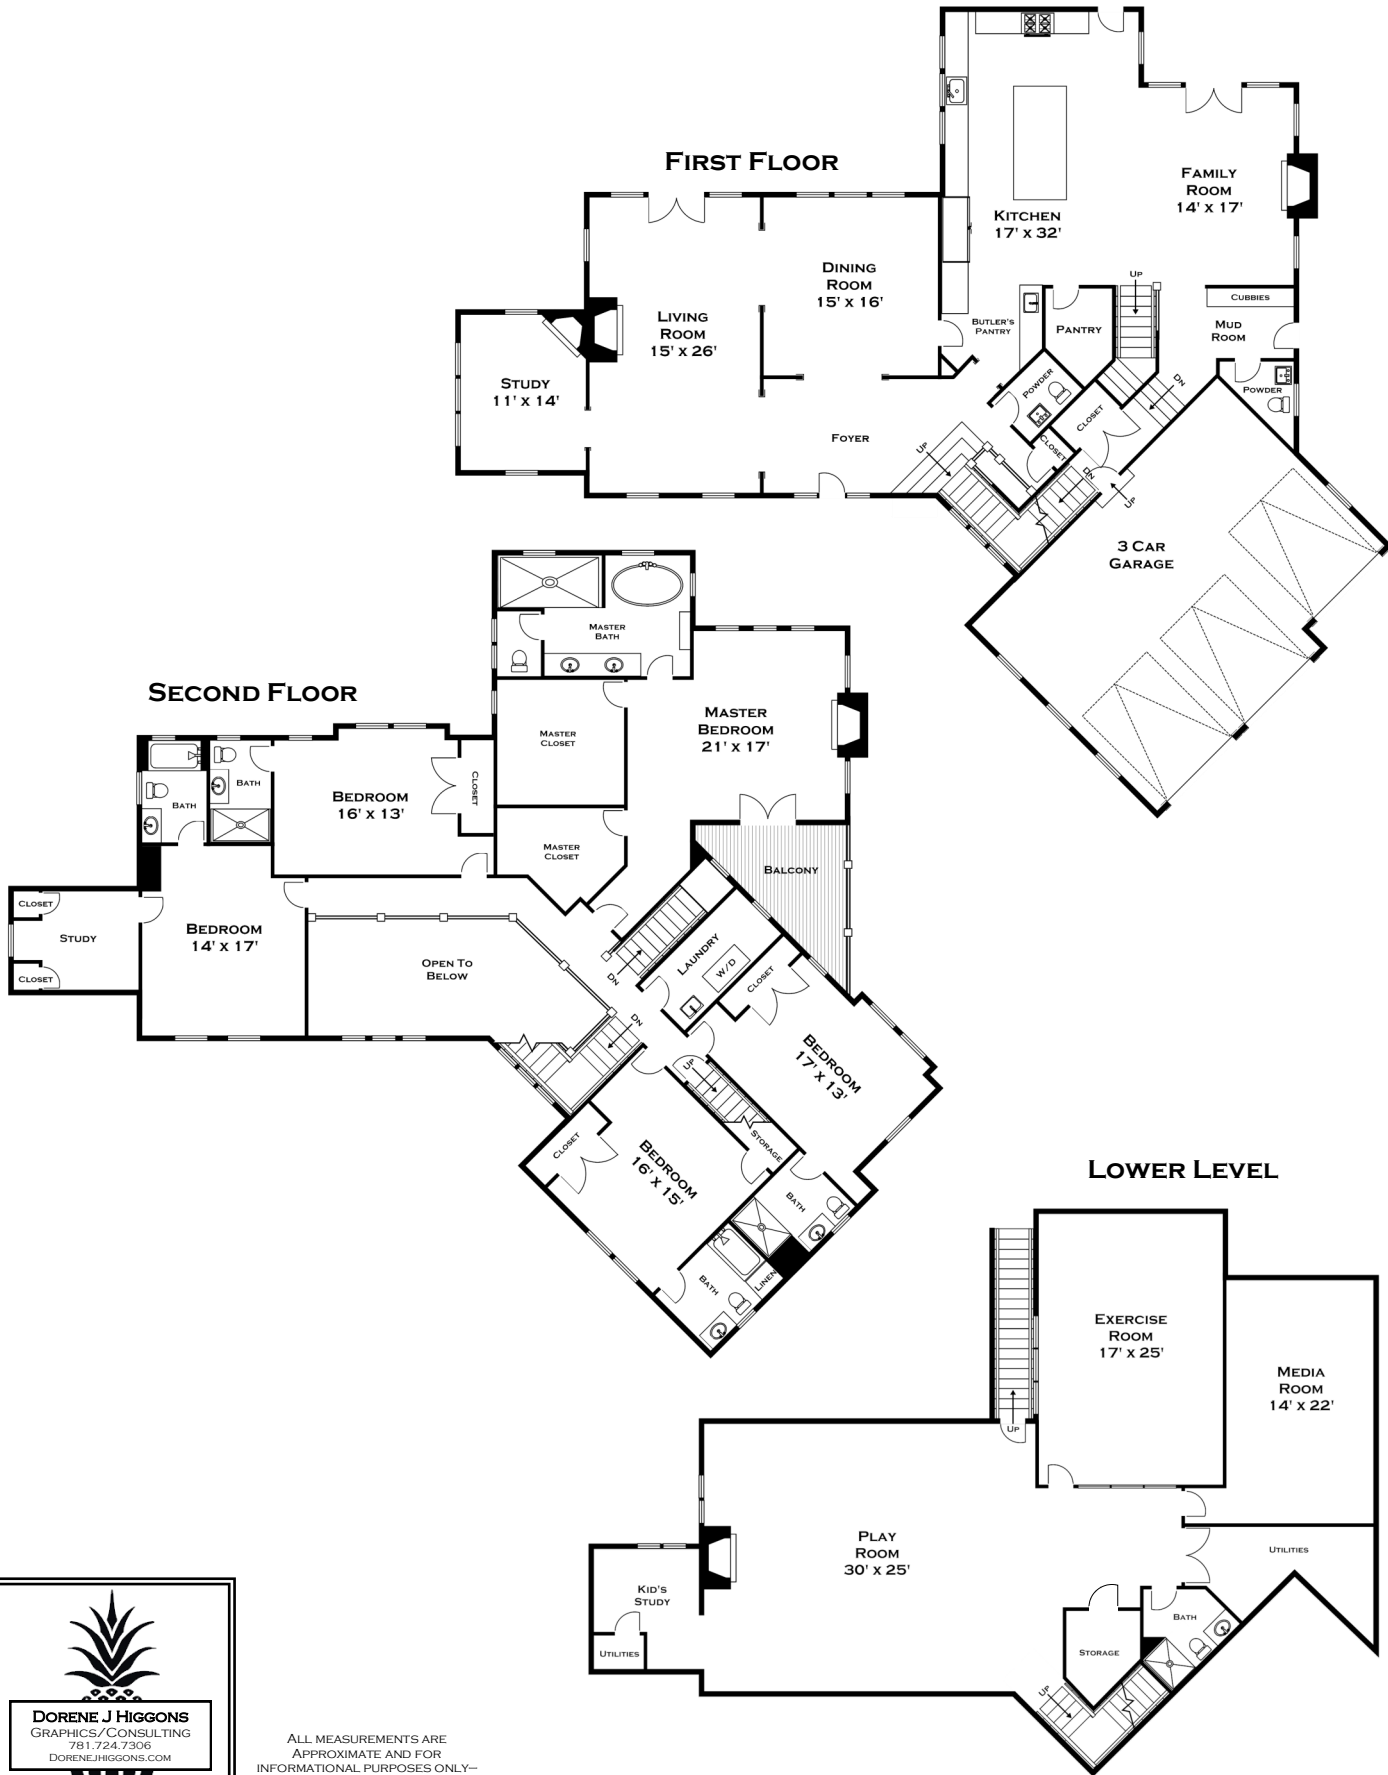 FIRST FLOOR
FAMILY
ROOM
14' X 17'
KITCHEN
17' X 32'
DINING
ROOM
15' X 16'
LIVING
ROOM
15' X 26'
STUDY
11' X 14'
BUTLER'S
PANTRY
PANTRY
UP
CUBBIES
MUD
ROOM
POWDER
POWDER
CLOSET
DN
CLOSET
FOYER
UP
DN
UP
3 CAR
GARAGE
SECOND FLOOR
MASTER
BATH
MASTER
BEDROOM
21' X 17'
MASTER
CLOSET
MASTER
CLOSET
BATH
BATH
BEDROOM
16' X 13'
CLOSET
BALCONY
CLOSET
STUDY
CLOSET
BEDROOM
14' X 17'
OPEN TO
BELOW
DN
DN
LAUNDRY
W/D
CLOSET
BEDROOM
17' X 13'
UP
STORAGE
CLOSET
BEDROOM
16' X 15'
BATH
BATH
LINEN
LOWER LEVEL
EXERCISE
ROOM
17' X 25'
MEDIA
ROOM
14' X 22'
UP
PLAY
ROOM
30' X 25'
UTILITIES
KID'S
STUDY
UTILITIES
BATH
STORAGE
UP
DORENE J HIGGONS
GRAPHICS/CONSULTING
781.724.7306
DORENEJHIGGONS.COM
ALL MEASUREMENTS ARE
APPROXIMATE AND FOR
INFORMATIONAL PURPOSES ONLY–